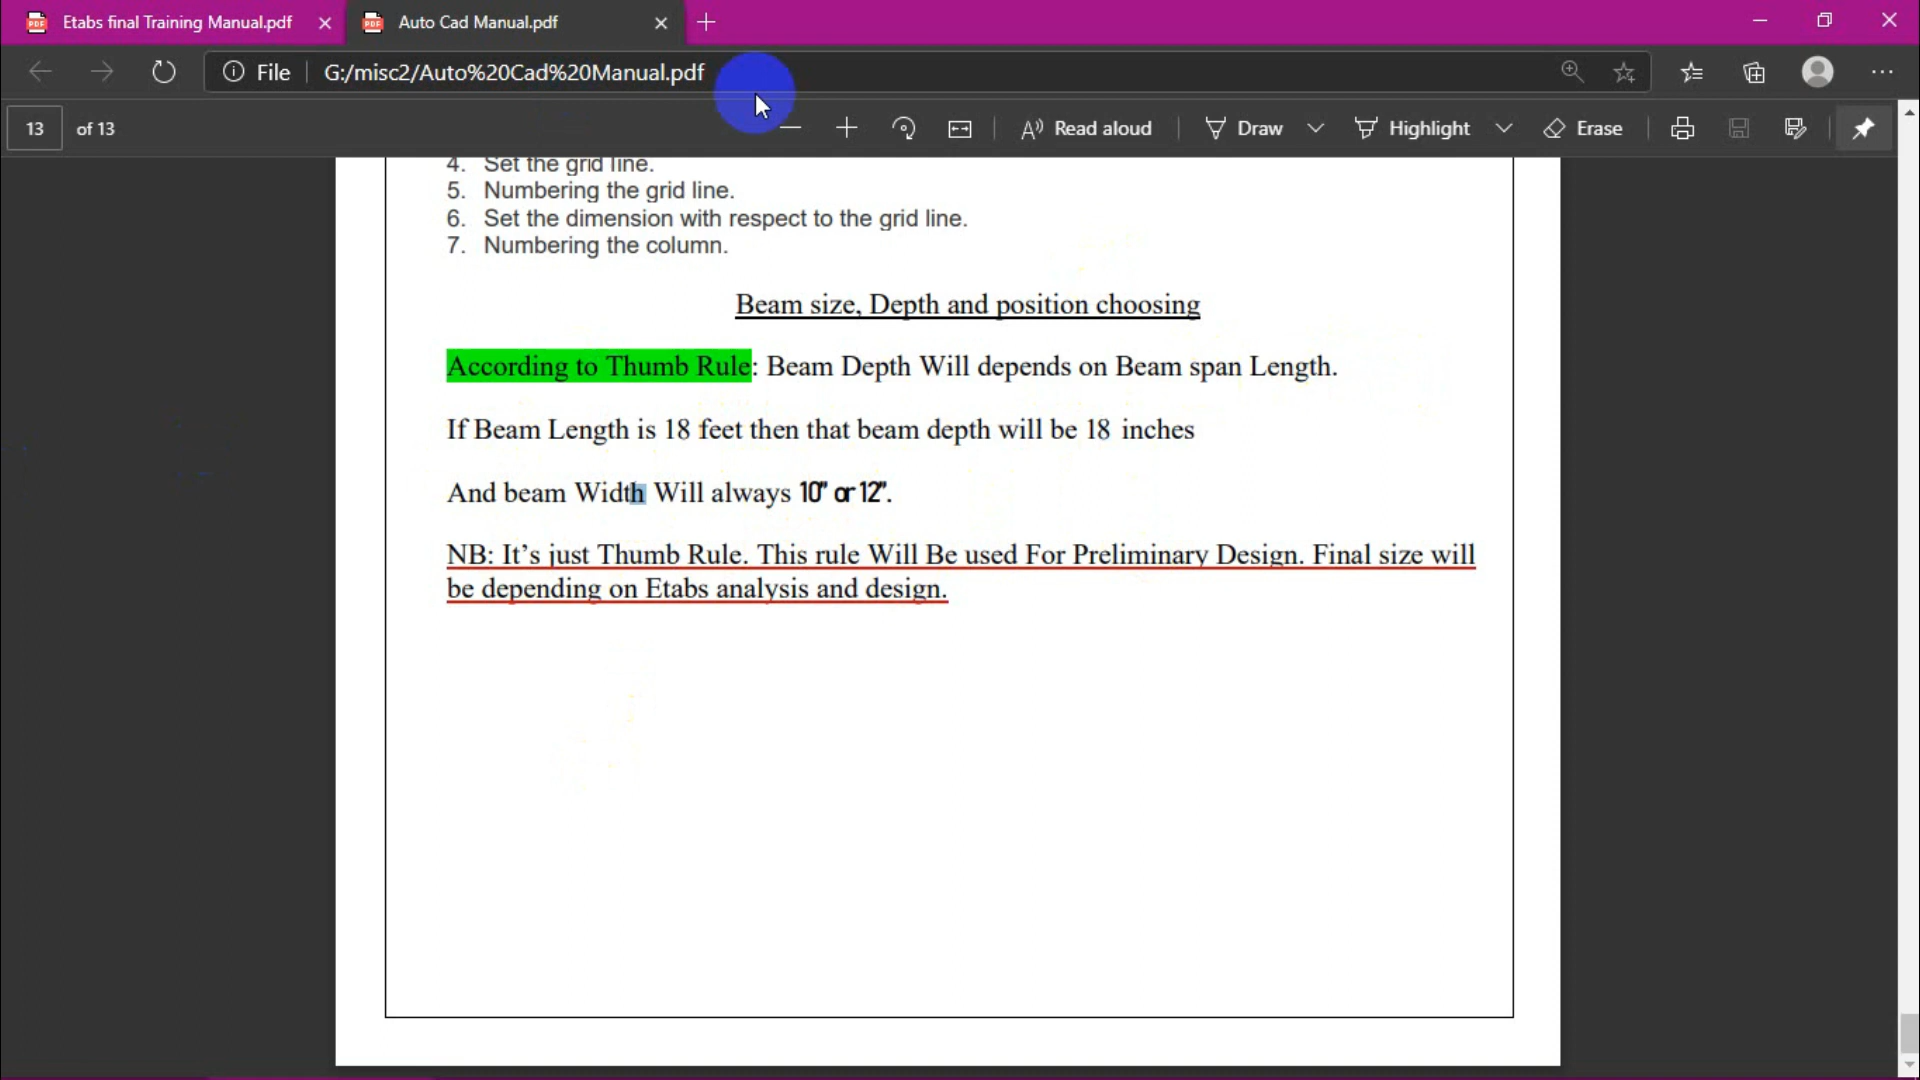 Etabs final Training Manual.pdf
Auto Cad Manual.pdf
File
G:/misc2/Auto%20Cad%20Manual.pdf
13 of 13
Read aloud
Draw
Highlight
Erase
4. Set the grid line.
5. Numbering the grid line.
6. Set the dimension with respect to the grid line.
7. Numbering the column.
Beam size, Depth and position choosing
According to Thumb Rule: Beam Depth Will depends on Beam span Length.
If Beam Length is 18 feet then that beam depth will be 18 inches
And beam Width Will always 10" or 12".
NB: It's just Thumb Rule. This rule Will Be used For Preliminary Design. Final size will
be depending on Etabs analysis and design.